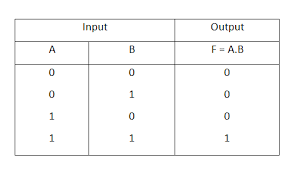 Input Output
A B F = A.B
0 0 0
0 1 0
1 0 0
1 1 1